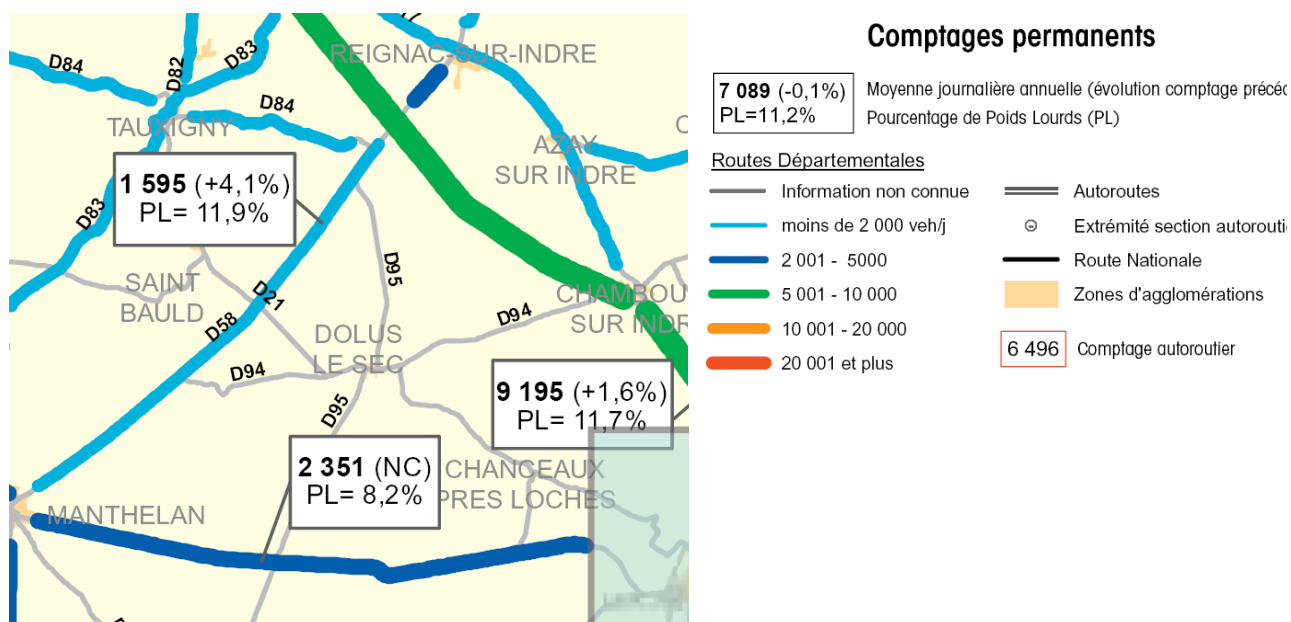 REIGNAC-SUR-INDRE
D84
D82
D83
D84
TAUXIGNY
AZAY
SUR INDRE
1 595 (+4,1%)
PL= 11,9%
D83
D95
SAINT
BAULD
D21
D58
CHAMBOU
SUR INDR
D94
DOLUS
LE SEC
D94
D95
9 195 (+1,6%)
PL= 11,7%
2 351 (NC)
PL= 8,2%
CHANCEAUX
PRES LOCHES
MANTHELAN
Comptages permanents
7 089 (-0,1%)
PL=11,2%
Moyenne journalière annuelle (évolution comptage précéd
Pourcentage de Poids Lourds (PL)
Routes Départementales
Information non connue
moins de 2 000 veh/j
2 001 - 5000
5 001 - 10 000
10 001 - 20 000
20 001 et plus
Autoroutes
Extrémité section autorouti
Route Nationale
Zones d'agglomérations
6 496
Comptage autoroutier